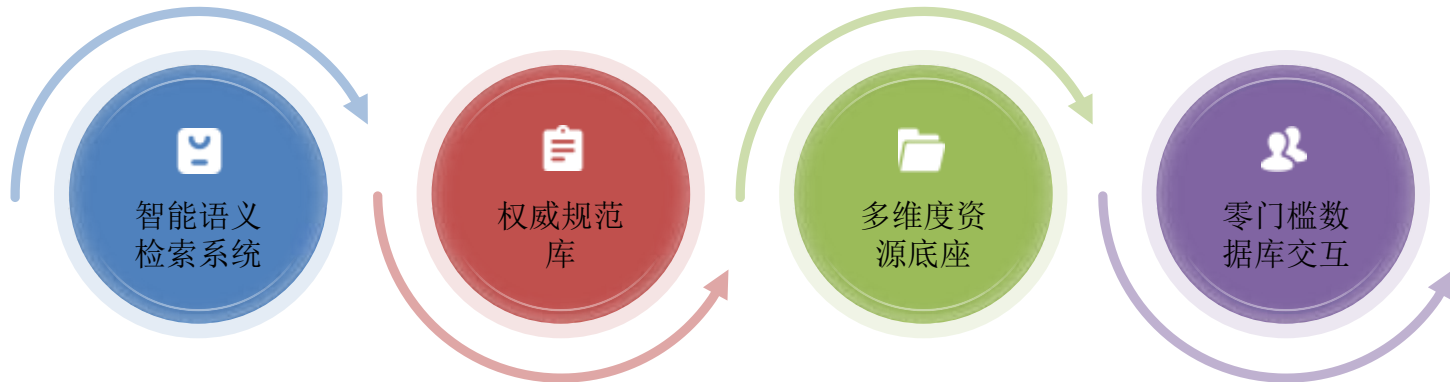 智能语义
检索系统
权威规范
库
多维度资
源底座
零门槛数
据库交互